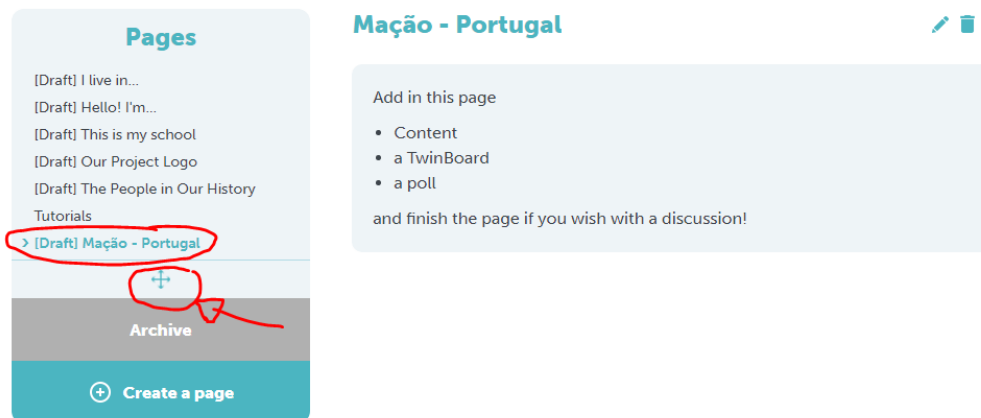 Pages
[Draft] I live in...
[Draft] Hello! I'm...
[Draft] This is my school
[Draft] Our Project Logo
[Draft] The People in Our History
Tutorials
[Draft] Mação - Portugal
Archive
Create a page
Mação - Portugal
Add in this page
• Content
• a TwinBoard
• a poll
and finish the page if you wish with a discussion!